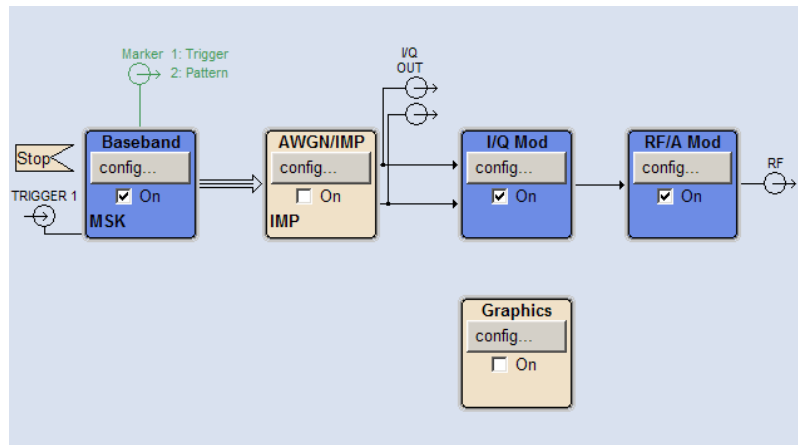 Marker 1: Trigger
2: Pattern
I/Q
OUT
Stop
TRIGGER 1
Baseband
config...
On
MSK
AWGN/IMP
config...
On
IMP
I/Q Mod
config...
On
RF/A Mod
config...
On
RF
Graphics
config...
On